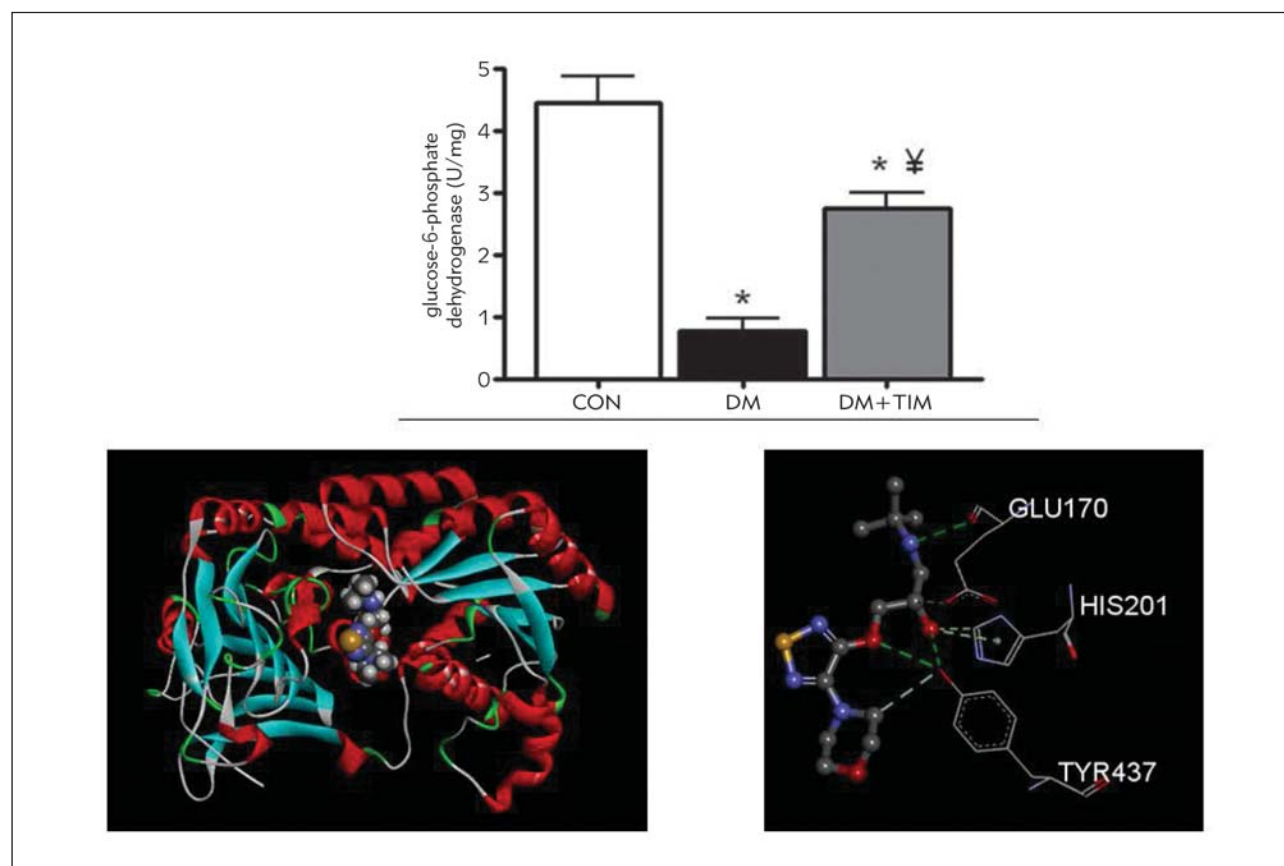 5
4
3
2
1
0
glucose-6-phosphate
dehydrogenase (U/mg)
*
* ¥
CON DM DM+TIM
GLU170
HIS201
TYR437